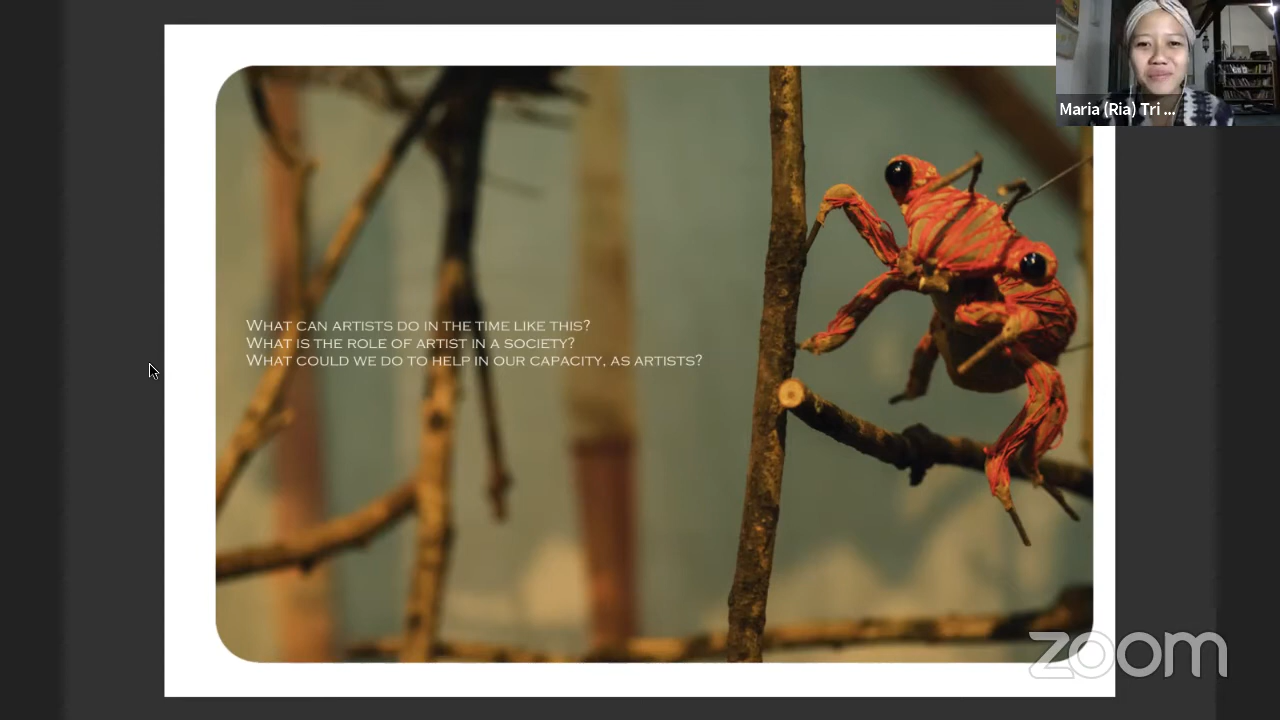 Maria (Ria) Tri ...
WHAT CAN ARTISTS DO IN THE TIME LIKE THIS?
WHAT IS THE ROLE OF ARTIST IN A SOCIETY?
WHAT COULD WE DO TO HELP IN OUR CAPACITY, AS ARTISTS?
zoom